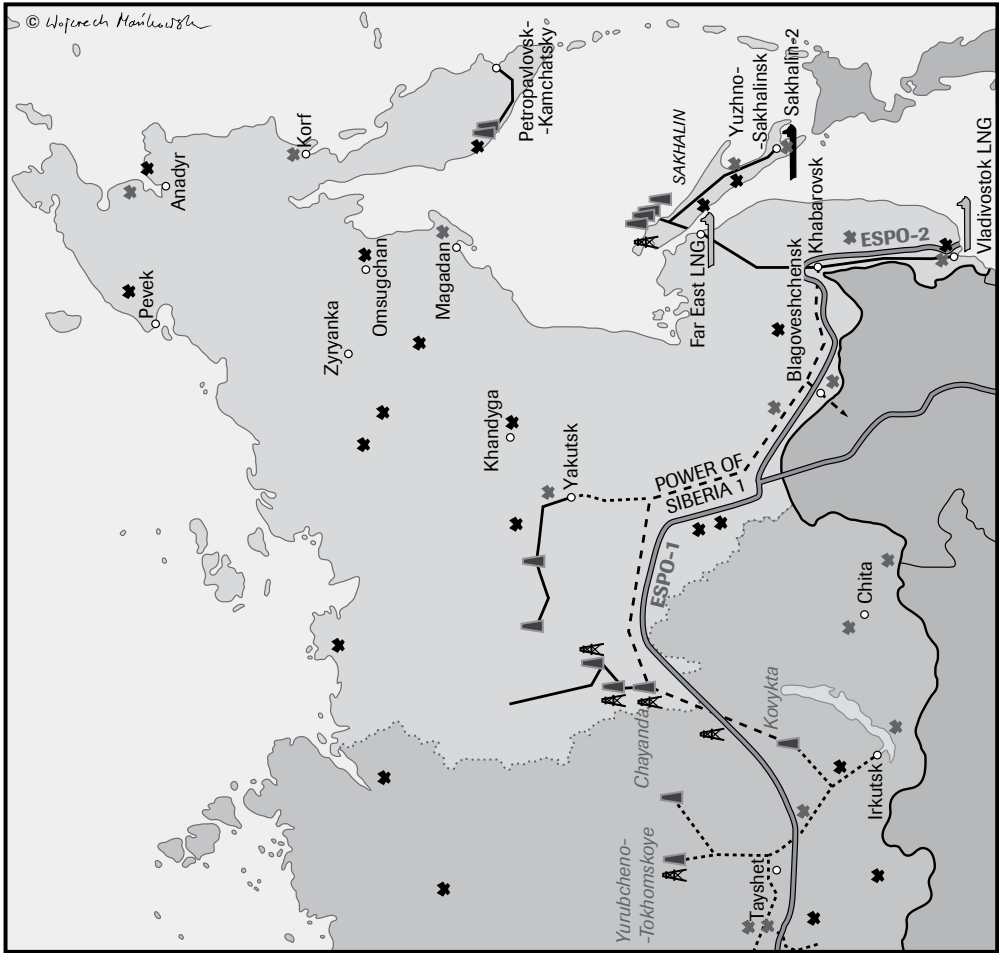 © Wojciech Mańkowski
Petropavlovsk-
-Kamchatsky
Korf
Anadyr
Pevek
Omsugchan
Magadan
Zyryanka
Khandyga
Yakutsk
SAKHALIN
Yuzhno-
-Sakhalinsk
Sakhalin-2
Far East LNG
Khabarovsk
ESPO-2
Vladivostok LNG
Blagoveshchensk
POWER OF
SIBERIA 1
ESPO-1
Chita
Kovykta
Chayanda
Irkutsk
Yurubcheno-
-Tokhomskoye
Tayshet